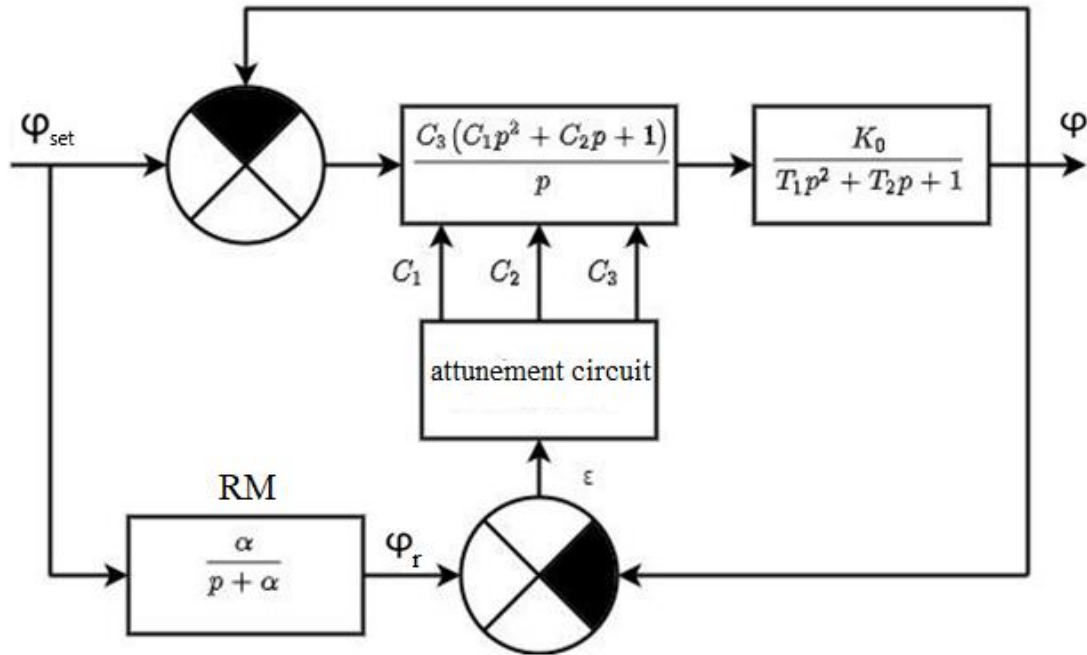 φset
C₃(C₁p² + C₂p + 1)
p
K₀
T₁p² + T₂p + 1
φ
C₁
C₂
C₃
attunement circuit
ε
RM
α
p + α
φr